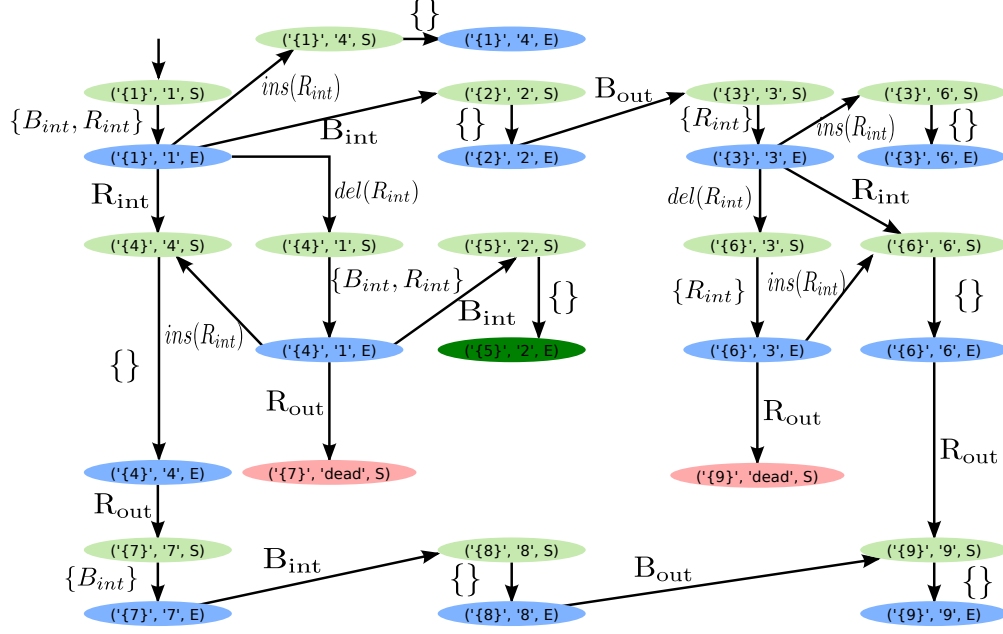 {}
('{1}', '4', S) ('{1}', '4', E)
ins(R_int)
('{1}', '1', S) ('{2}', '2', S) B_out ('{3}', '3', S) ('{3}', '6', S)
{B_int, R_int} B_int {} {R_int} ins(R_int) {}
('{1}', '1', E) ('{2}', '2', E) ('{3}', '3', E) ('{3}', '6', E)
R_int del(R_int) del(R_int) R_int
('{4}', '4', S) ('{4}', '1', S) ('{5}', '2', S) ('{6}', '3', S) ('{6}', '6', S)
{B_int, R_int} {} {R_int} ins(R_int) {}
ins(R_int) B_int
('{4}', '1', E) ('{5}', '2', E) ('{6}', '3', E) ('{6}', '6', E)
{}
R_out R_out
R_out
('{4}', '4', E) ('{7}', 'dead', S) ('{9}', 'dead', S)
R_out
('{7}', '7', S) B_int ('{8}', '8', S) B_out ('{9}', '9', S)
{B_int} {} {}
('{7}', '7', E) ('{8}', '8', E) ('{9}', '9', E)